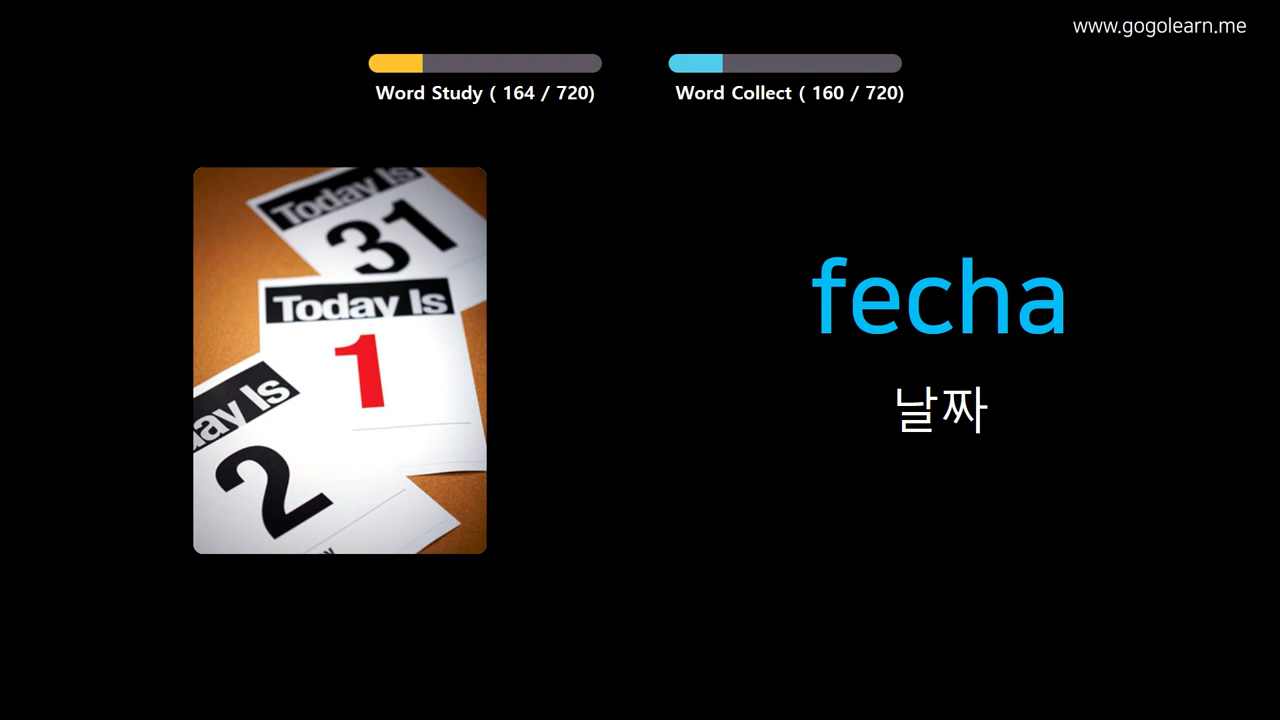 www.gogolearn.me
Word Study ( 164 / 720)
Word Collect ( 160 / 720)
Today Is
31
Today Is
1
ay Is
2
fecha
날짜